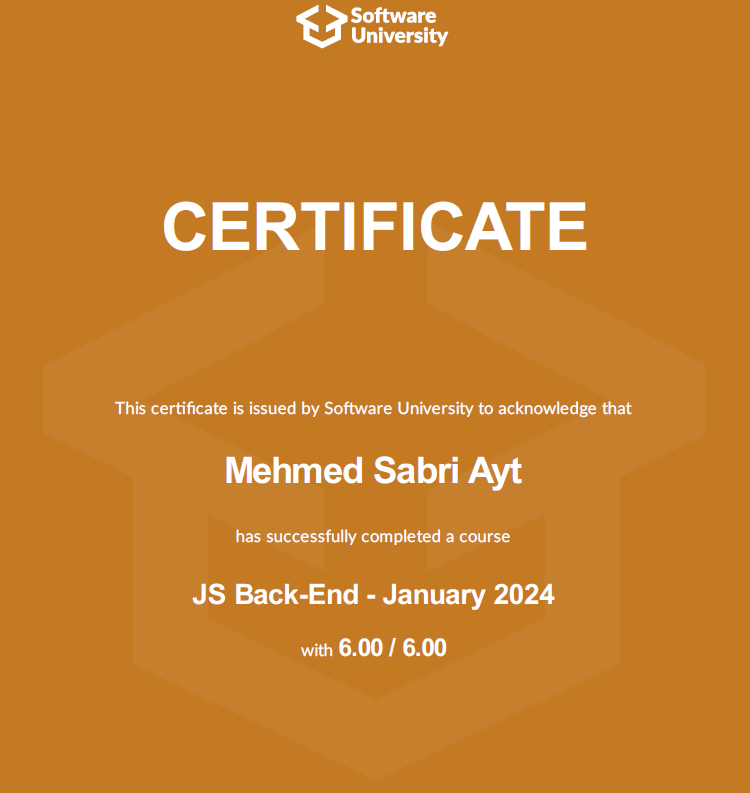 Software
University
CERTIFICATE
This certificate is issued by Software University to acknowledge that
Mehmed Sabri Ayt
has successfully completed a course
JS Back-End - January 2024
with 6.00 / 6.00